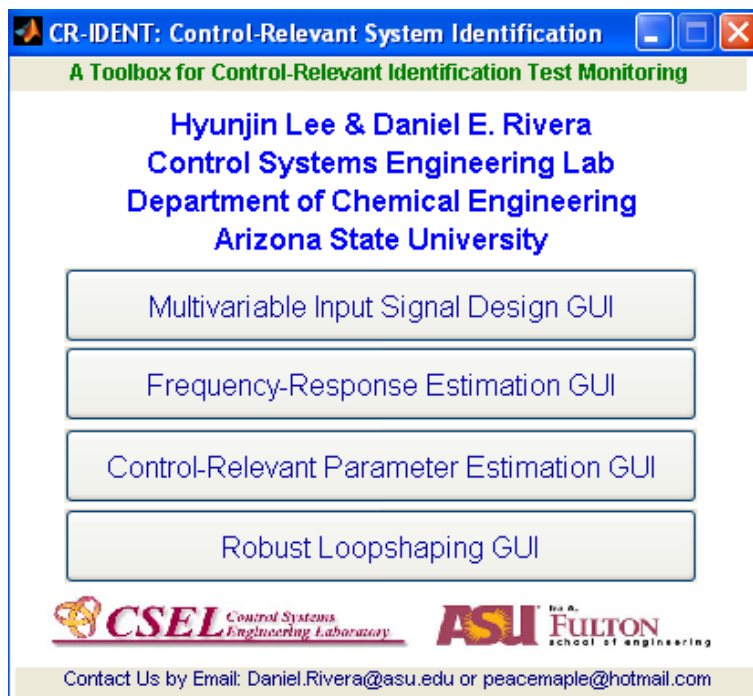 CR-IDENT: Control-Relevant System Identification
A Toolbox for Control-Relevant Identification Test Monitoring
Hyunjin Lee & Daniel E. Rivera
Control Systems Engineering Lab
Department of Chemical Engineering
Arizona State University
Multivariable Input Signal Design GUI
Frequency-Response Estimation GUI
Control-Relevant Parameter Estimation GUI
Robust Loopshaping GUI
CSEL Control Systems
Engineering Laboratory
ASU Ira A.
FULTON
school of engineering
Contact Us by Email: Daniel.Rivera@asu.edu or peacemaple@hotmail.com